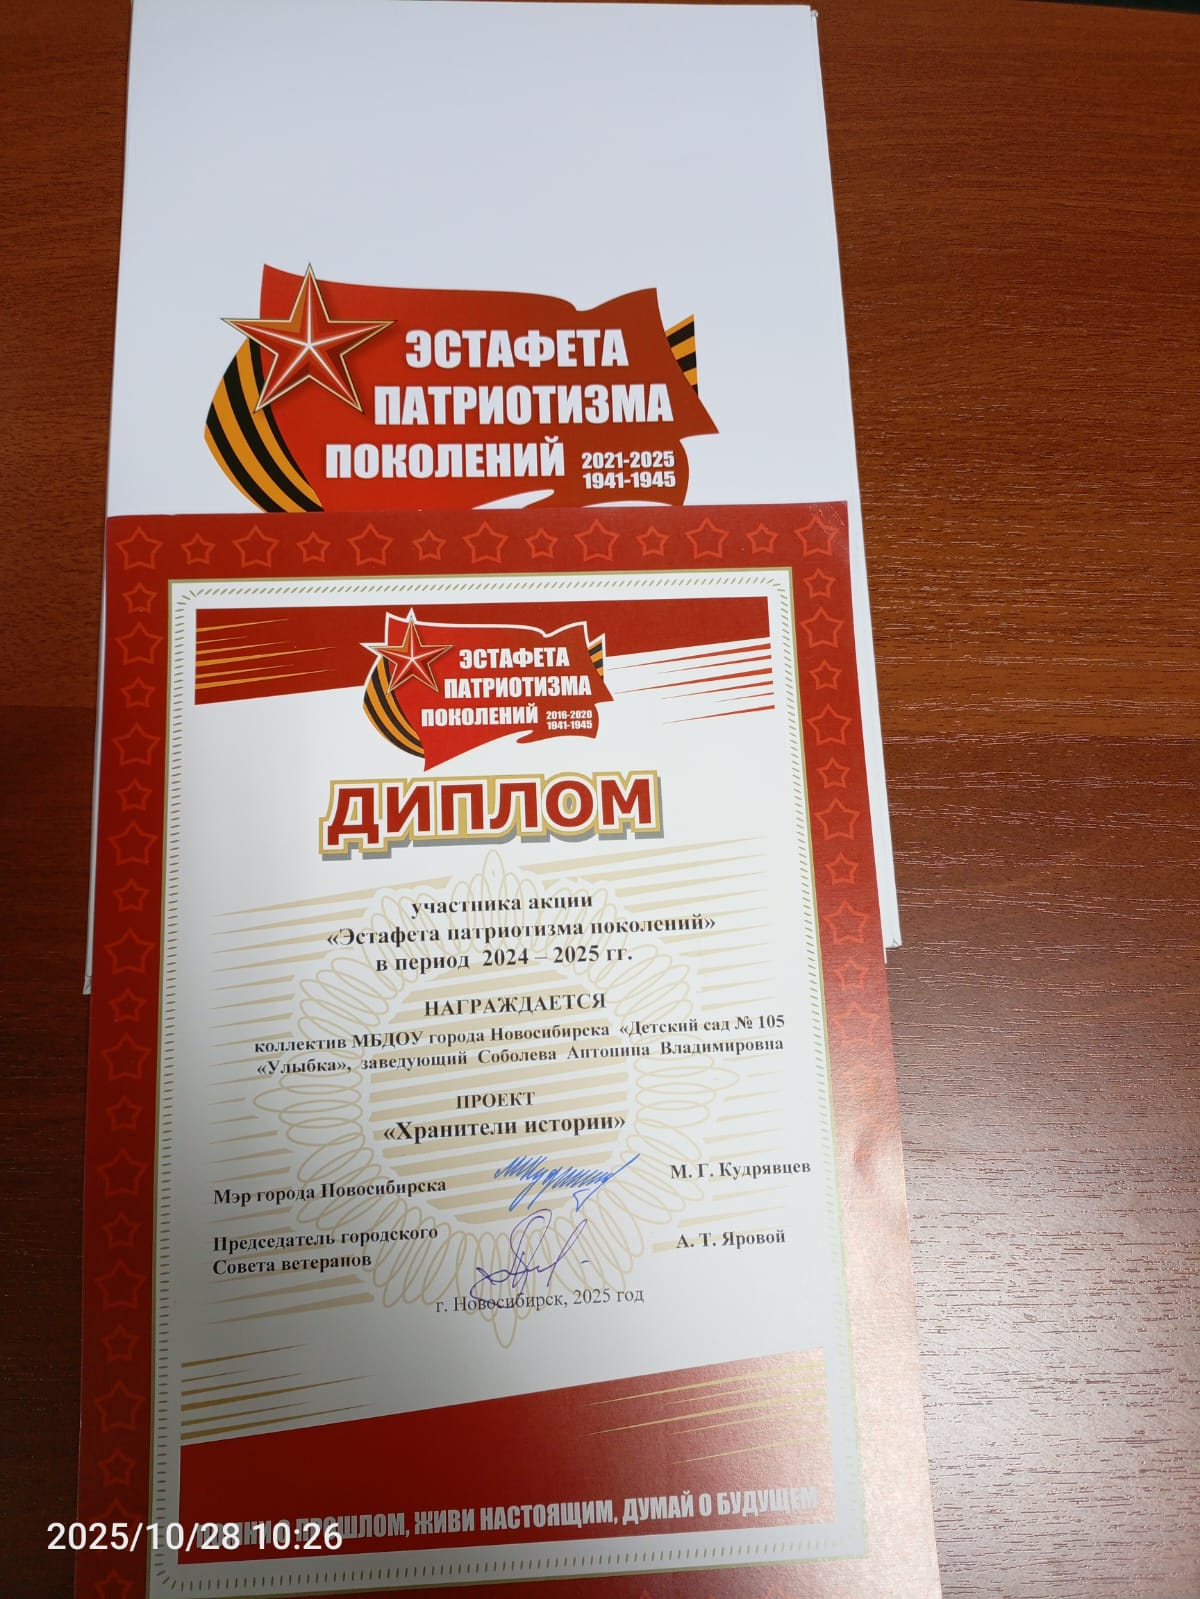 ЭСТАФЕТА
ПАТРИОТИЗМА
ПОКОЛЕНИЙ 2021-2025
1941-1945
ЭСТАФЕТА
ПАТРИОТИЗМА
ПОКОЛЕНИЙ 2016-2020
1941-1945
ДИПЛОМ
участника акции
«Эстафета патриотизма поколений»
в период 2024 – 2025 гг.
НАГРАЖДАЕТСЯ
коллектив МБДОУ города Новосибирска «Детский сад № 105
«Улыбка», заведующий Соболева Антонина Владимировна
ПРОЕКТ
«Хранители истории»
Мэр города Новосибирска М. Г. Кудрявцев
Председатель городского
Совета ветеранов А. Т. Яровой
г. Новосибирск, 2025 год
ПРОШЛОМ, ЖИВИ НАСТОЯЩИМ, ДУМАЙ О БУДУЩЕМ
2025/10/28 10:26